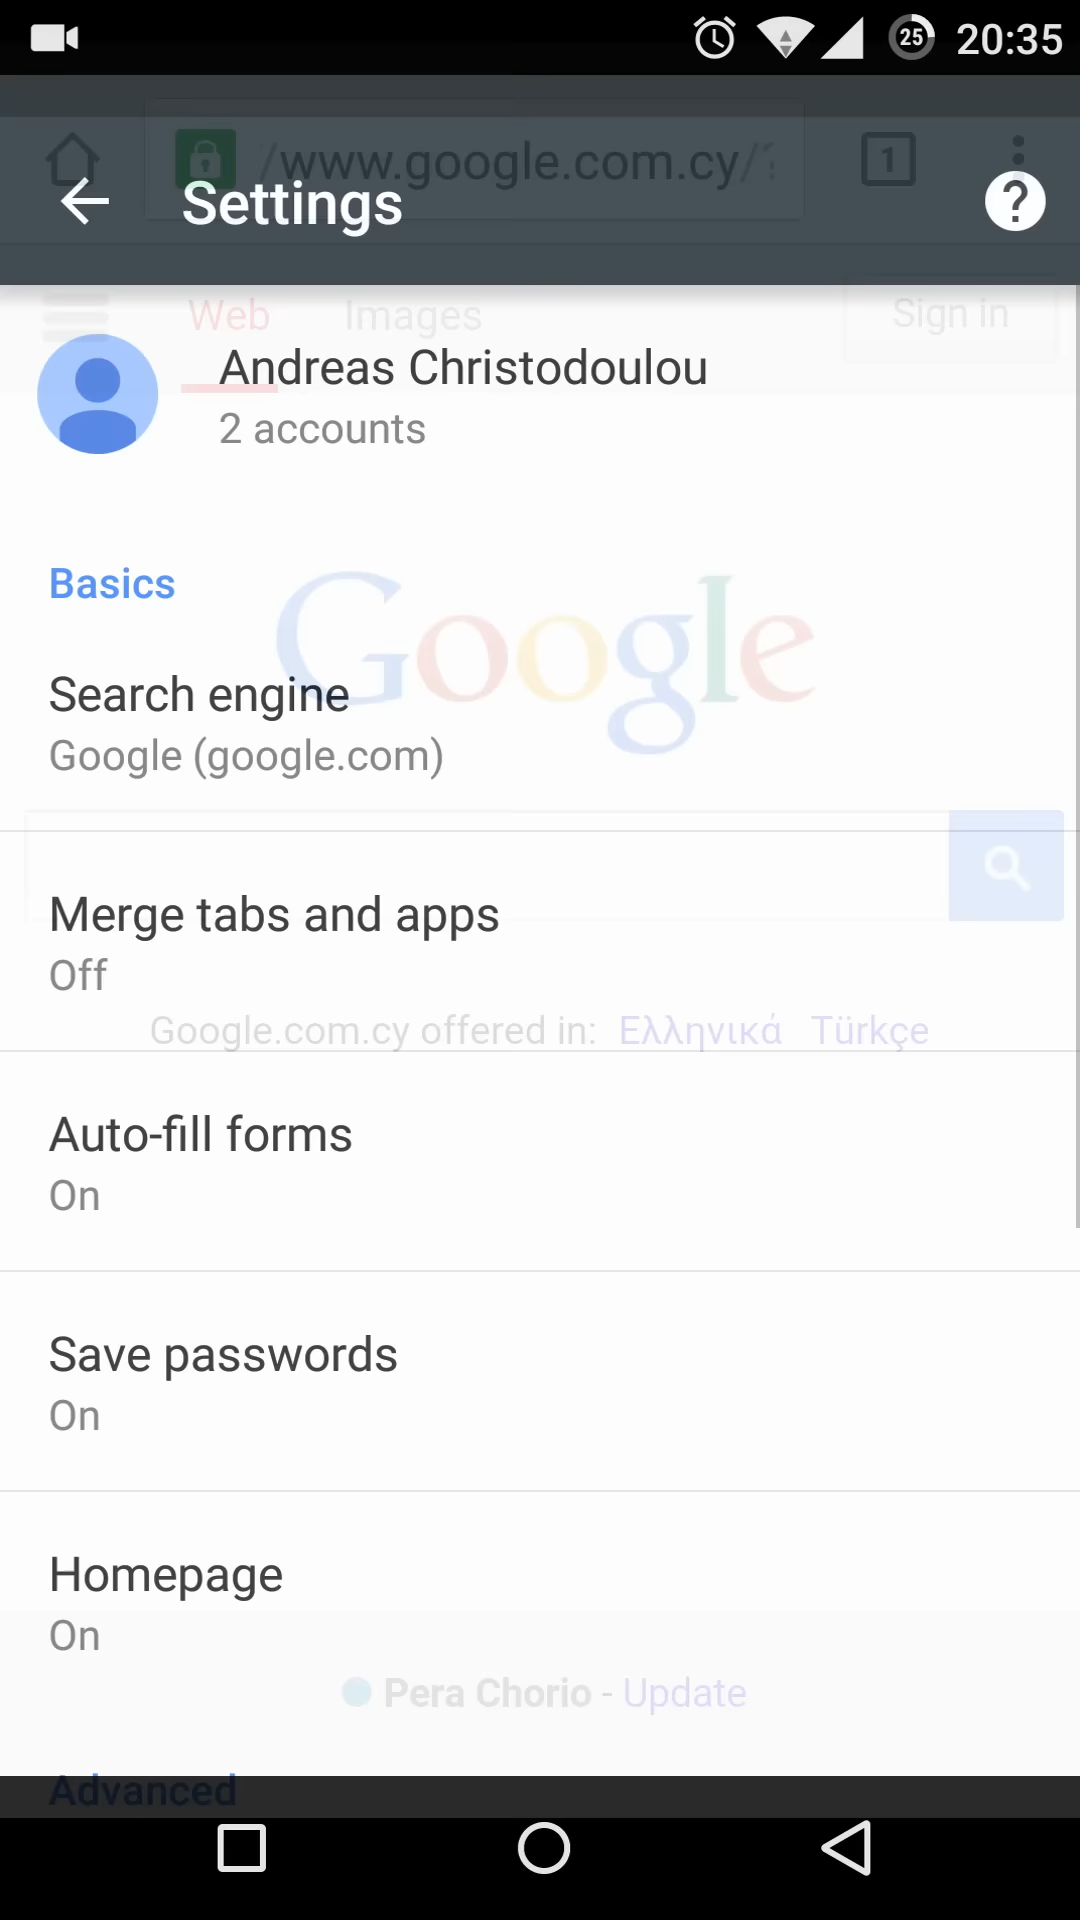 25 20:35
/www.google.com.cy/
1
Settings
?
Web Images Sign in
Andreas Christodoulou
2 accounts
Basics
Google
Search engine
Google (google.com)
Merge tabs and apps
Off
Google.com.cy offered in: Ελληνικά Türkçe
Auto-fill forms
On
Save passwords
On
Homepage
On
Pera Chorio - Update
Advanced